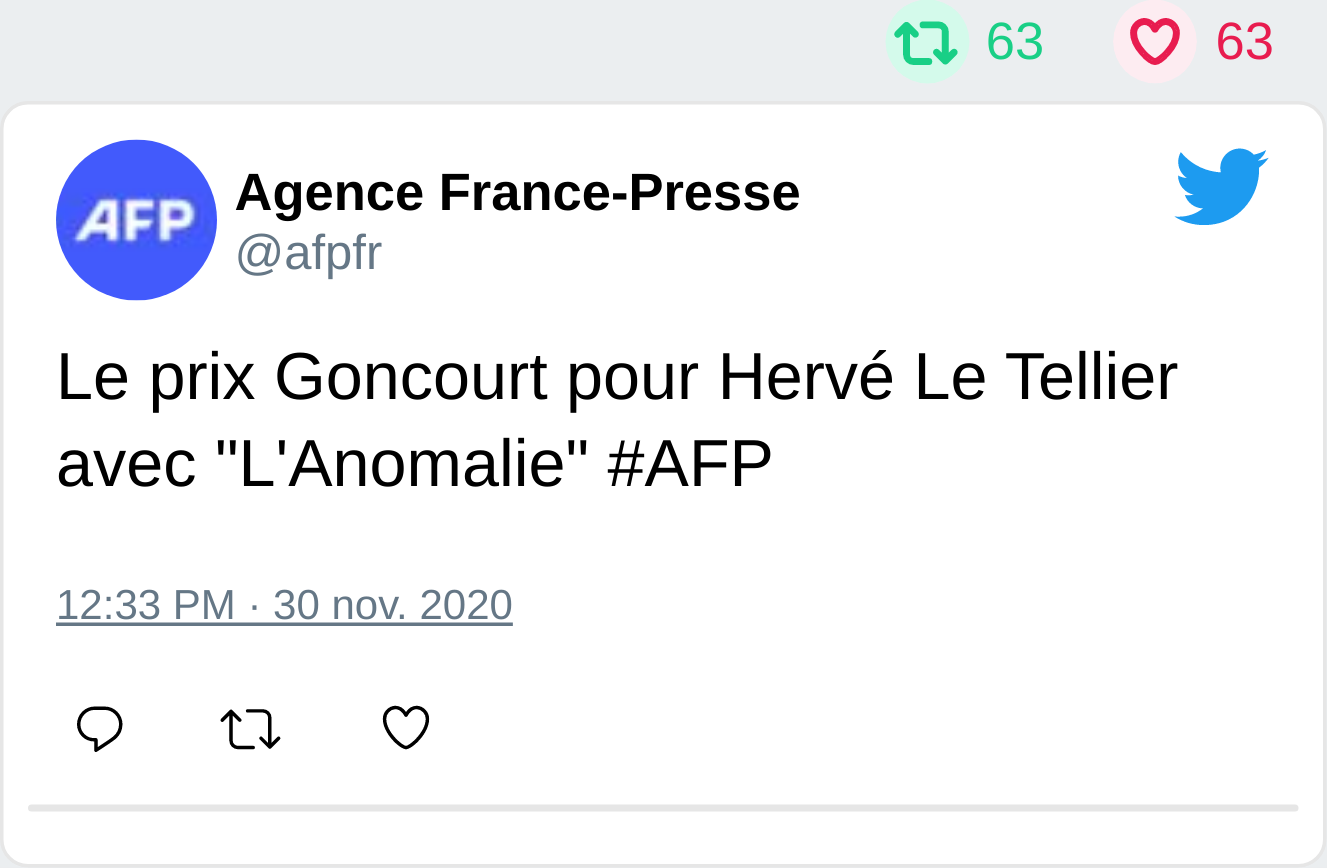 63 63
AFP
Agence France-Presse
@afpfr
Le prix Goncourt pour Hervé Le Tellier
avec "L'Anomalie" #AFP
12:33 PM · 30 nov. 2020